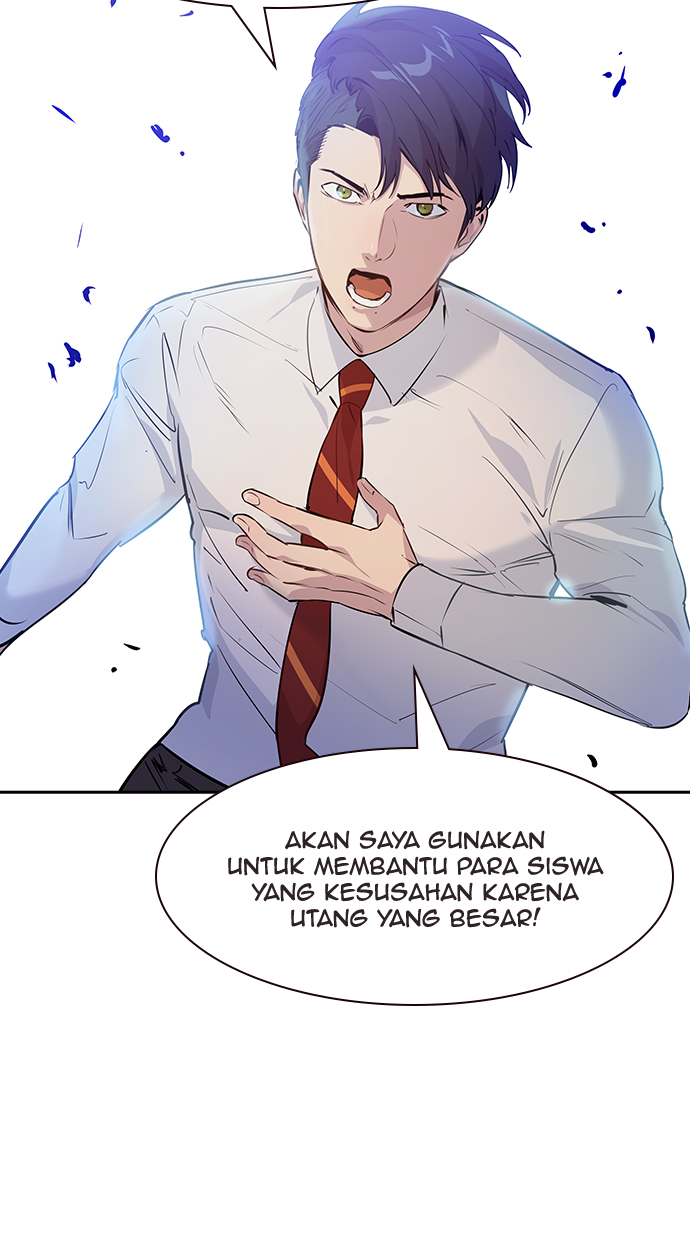 AKAN SAYA GUNAKAN
UNTUK MEMBANTU PARA SISWA
YANG KESUSAHAN KARENA
UTANG YANG BESAR!